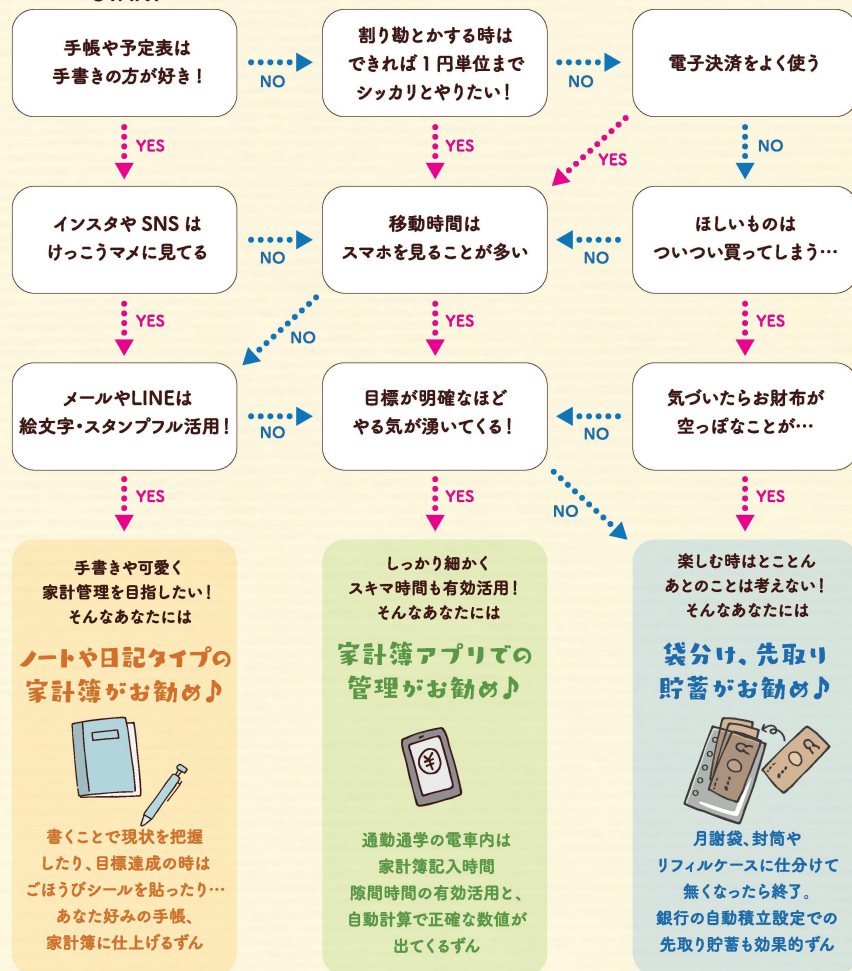 手帳や予定表は
手書きの方が好き！
NO
割り勘とかする時は
できれば1円単位まで
シッカリとやりたい！
NO
電子決済をよく使う
YES
YES
YES
NO
インスタや SNS は
けっこうマメに見てる
NO
移動時間は
スマホを見ることが多い
NO
ほしいものは
ついつい買ってしまう…
YES
NO
YES
YES
メールやLINEは
絵文字・スタンプフル活用！
NO
目標が明確なほど
やる気が湧いてくる！
NO
気づいたらお財布が
空っぽなことが…
YES
YES
NO
YES
手書きや可愛く
家計管理を目指したい！
そんなあなたには
ノートや日記タイプの
家計簿がお勧め♪
書くことで現状を把握
したり、目標達成の時は
ごほうびシールを貼ったり…
あなた好みの手帳、
家計簿に仕上げるずん
しっかり細かく
スキマ時間も有効活用！
そんなあなたには
家計簿アプリでの
管理がお勧め♪
¥
通勤通学の電車内は
家計簿記入時間
隙間時間の有効活用と、
自動計算で正確な数値が
出てくるずん
楽しむ時はとことん
あとのことは考えない！
そんなあなたには
袋分け、先取り
貯蓄がお勧め♪
月謝袋、封筒や
リフィルケースに仕分けて
無くなったら終了。
銀行の自動積立設定での
先取り貯蓄も効果的ずん